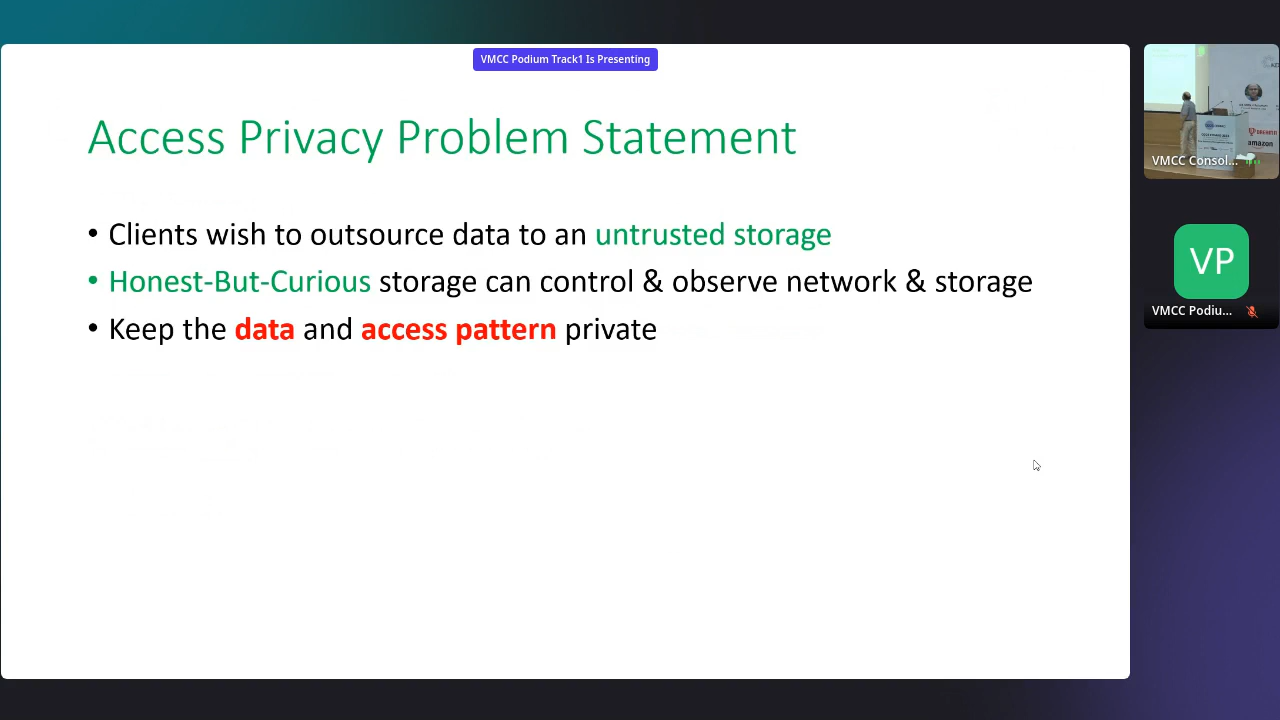 VMCC Podium Track1 Is Presenting
Access Privacy Problem Statement
• Clients wish to outsource data to an untrusted storage
• Honest-But-Curious storage can control & observe network & storage
• Keep the data and access pattern private
VMCC Consol...
amazon
VP
VMCC Podiu...